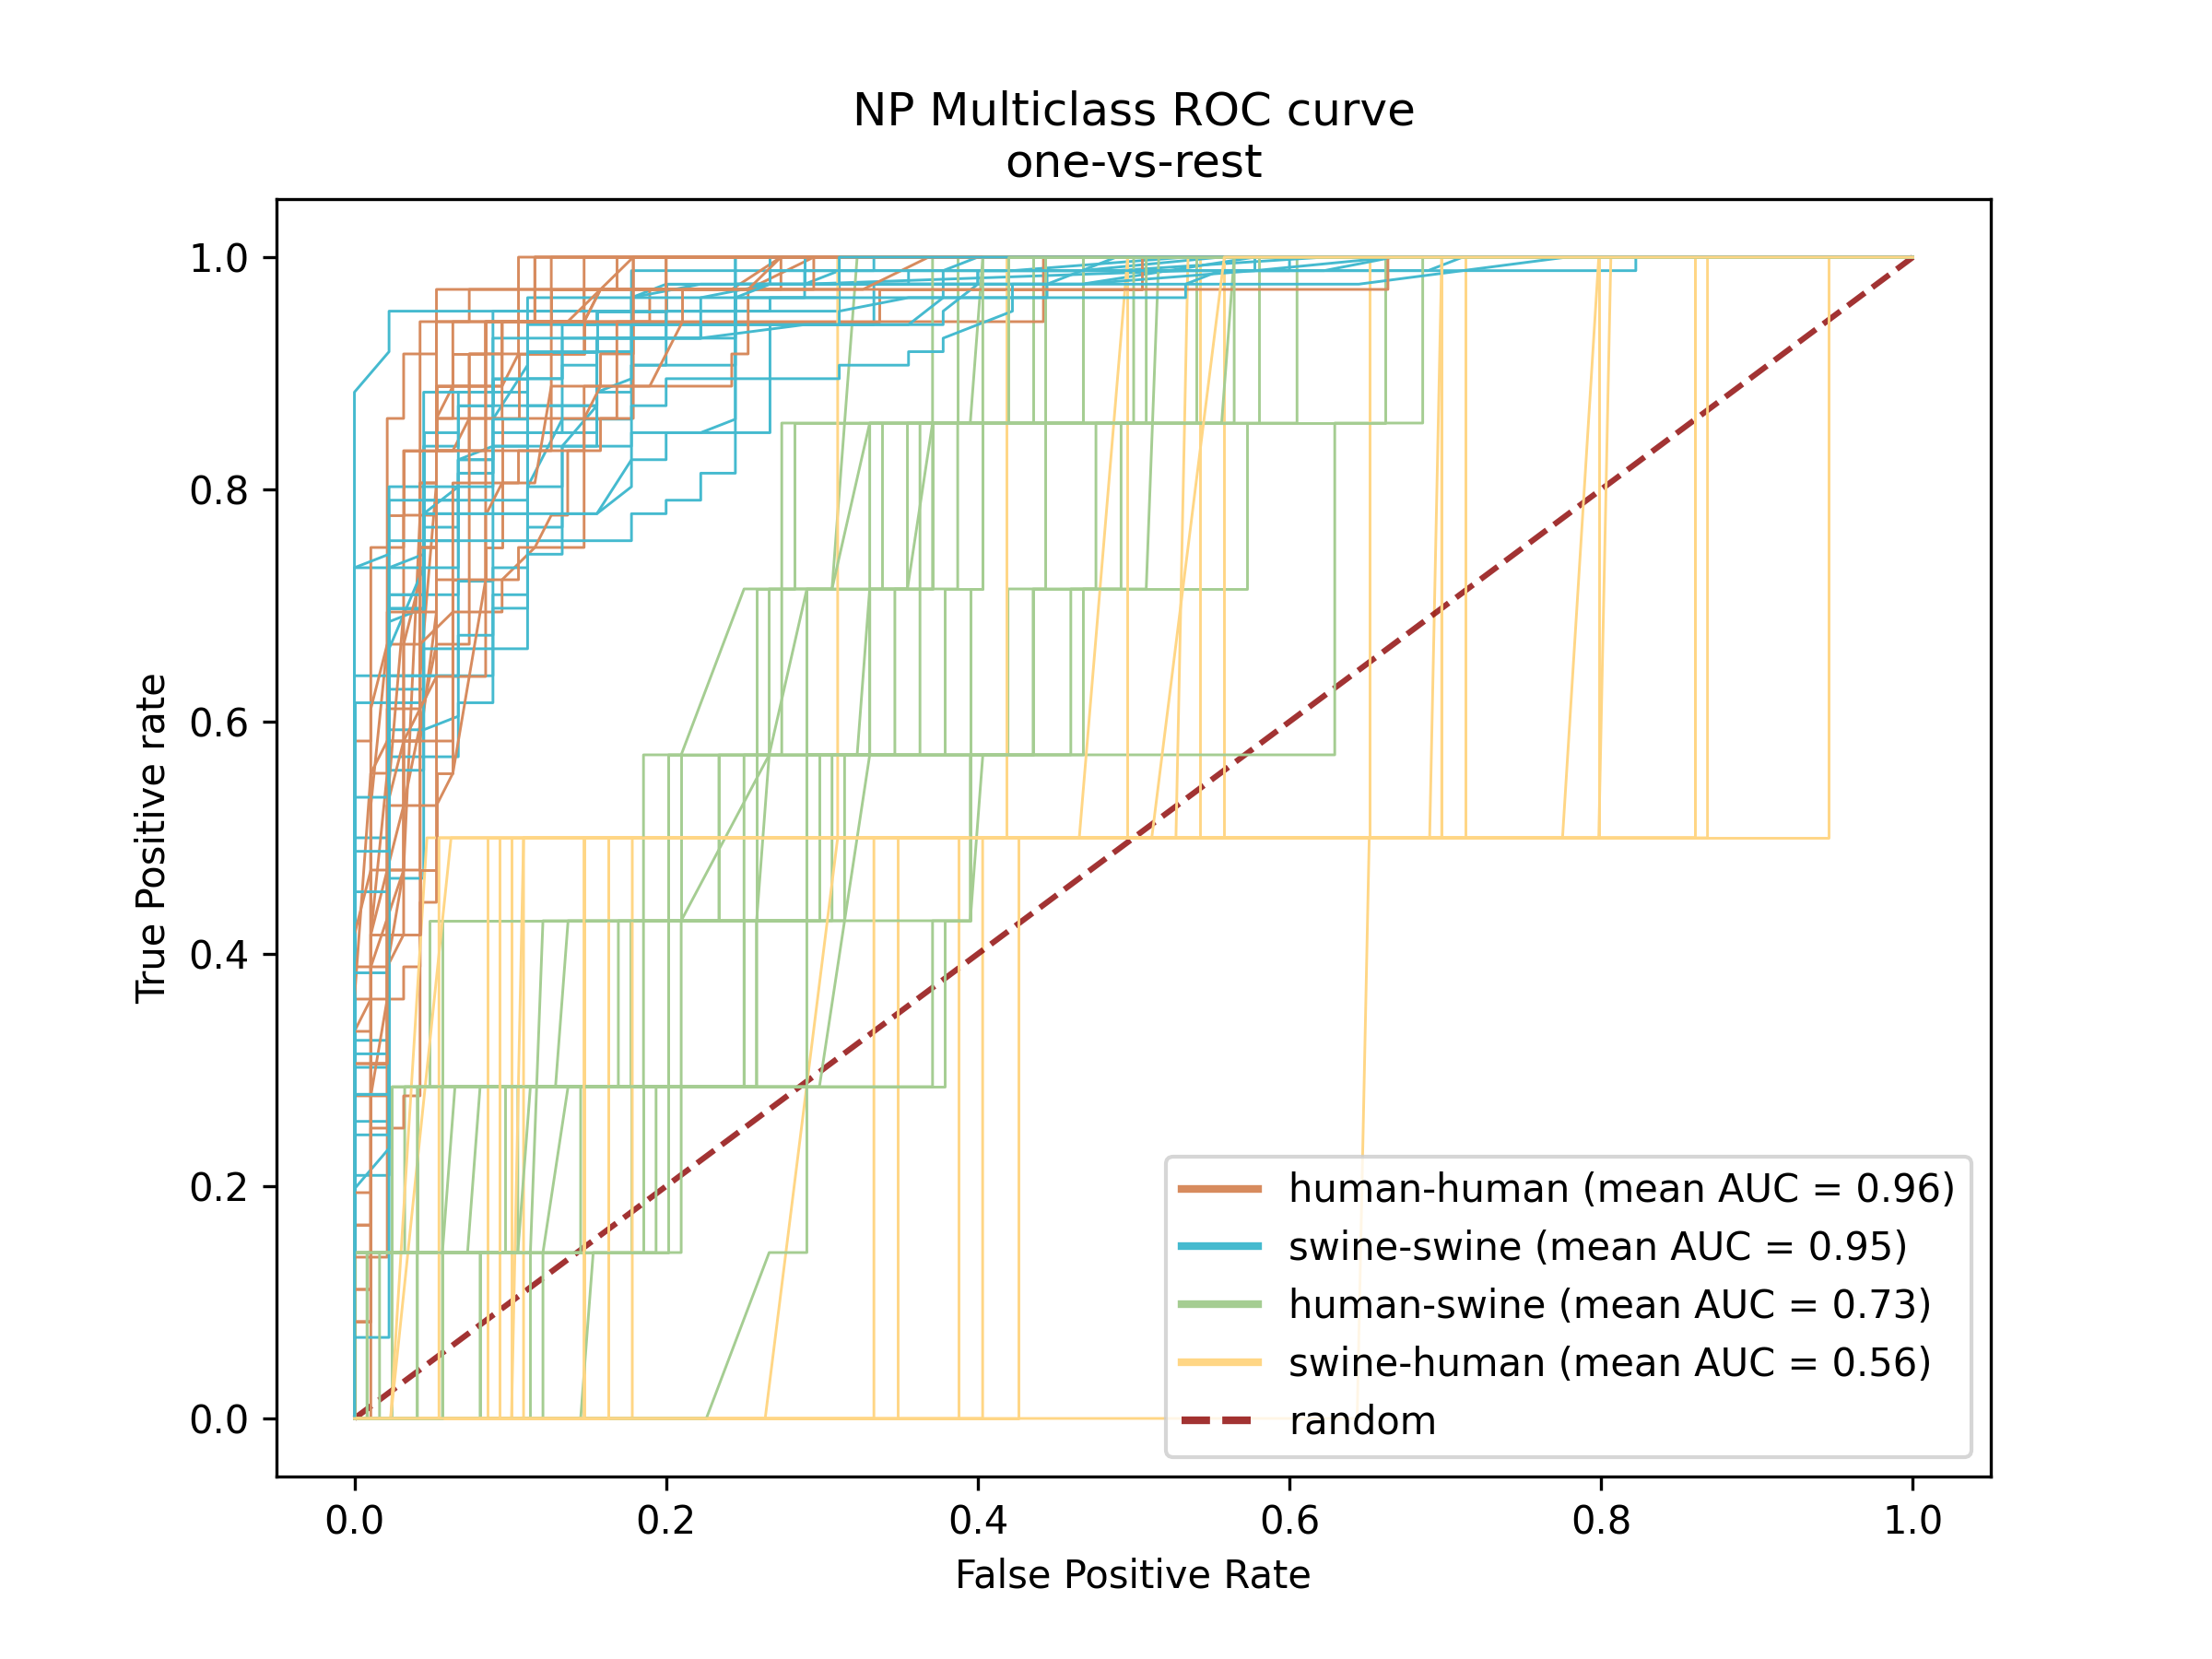 NP Multiclass ROC curve
one-vs-rest
True Positive rate
1.0
0.8
0.6
0.4
0.2
0.0
0.0 0.2 0.4 0.6 0.8 1.0
False Positive Rate
human-human (mean AUC = 0.96)
swine-swine (mean AUC = 0.95)
human-swine (mean AUC = 0.73)
swine-human (mean AUC = 0.56)
random